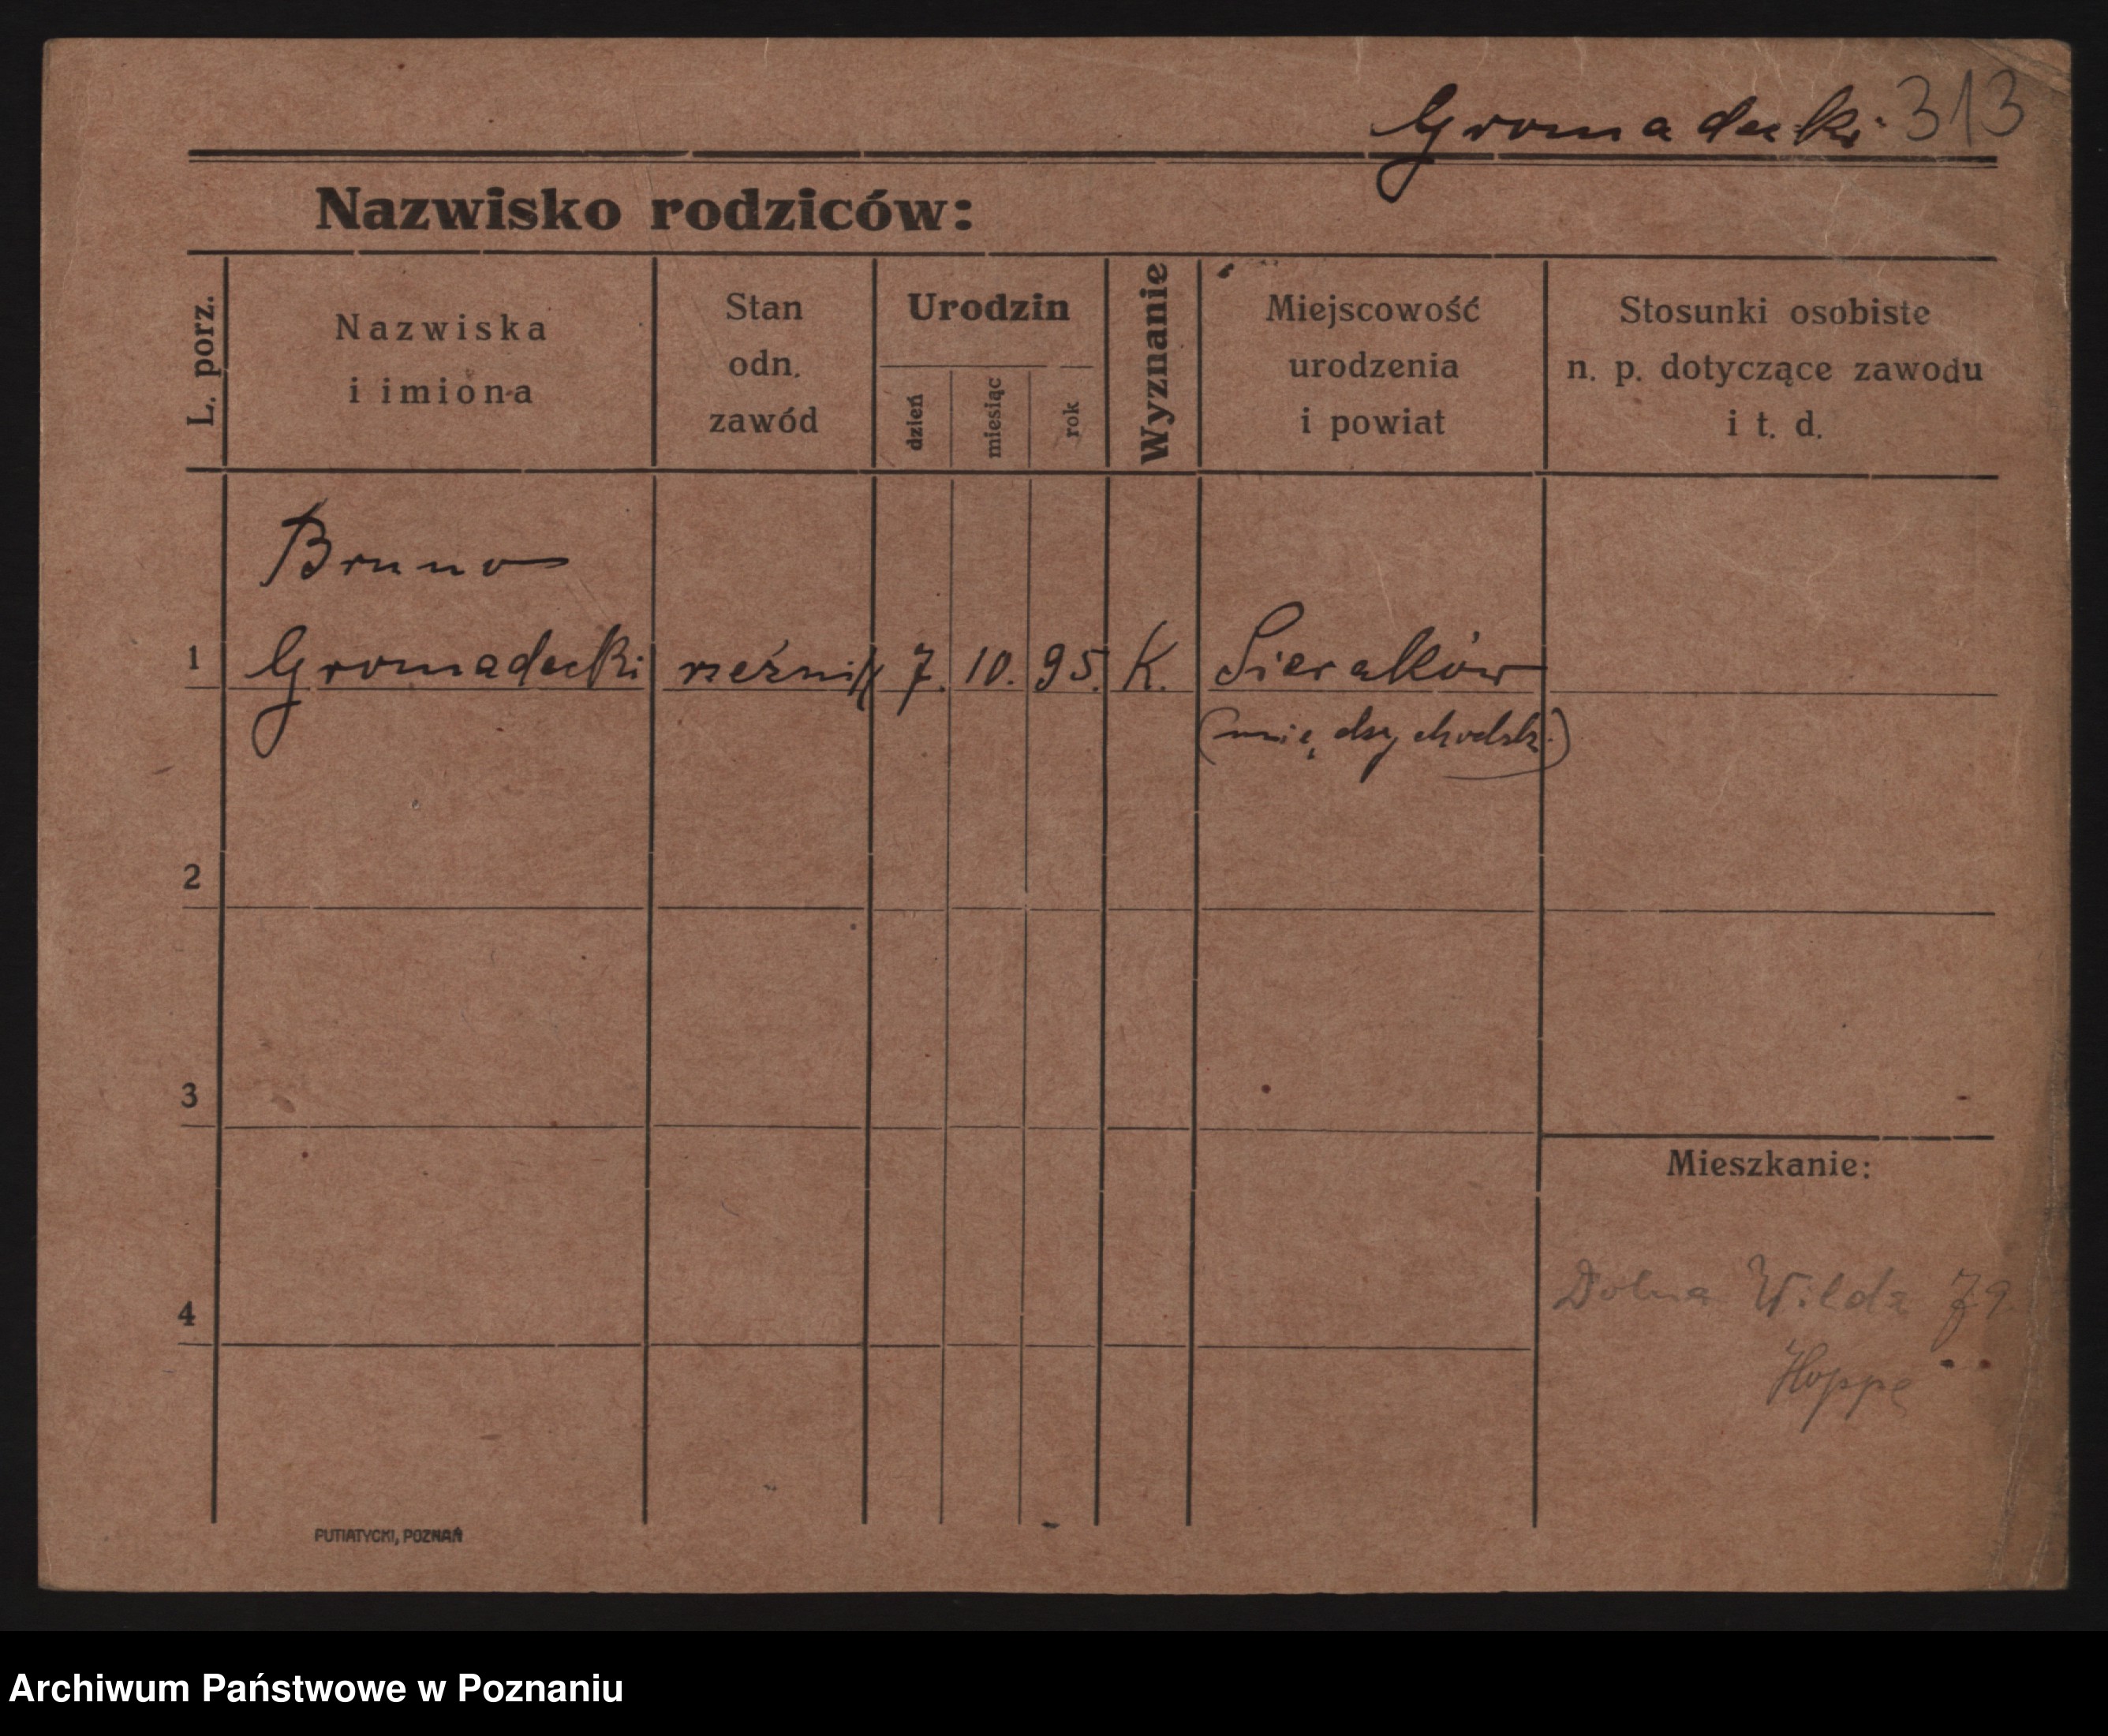 Gromadecki 313
Nazwisko rodziców:
L. porz.
Nazwiska
i imiona
Stan
odn.
zawód
Urodzin
dzień
miesiąc
rok
Wyznanie
Miejscowość
urodzenia
i powiat
Stosunki osobiste
n. p. dotyczące zawodu
i t. d.
Bruno
1 Gromadecki rzeźnik 7. 10. 95. K. Sieraków
(międzychodzk.)
2
3
Mieszkanie:
4
Dolna Wilda 79
Hoppe
PUTIATYCKI, POZNAŃ
Archiwum Państwowe w Poznaniu